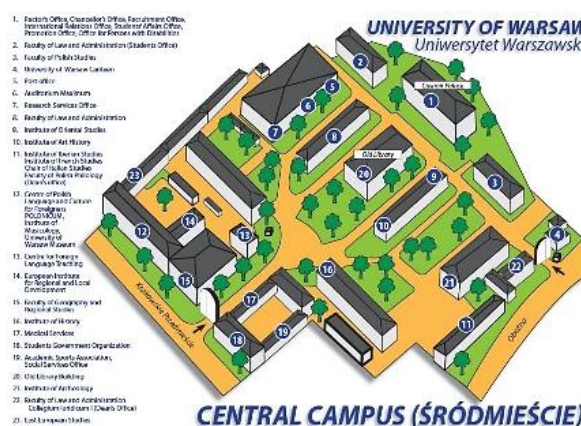 1. Rector's Office, Chancellor's Office, Recruitment Office,
International Relations Office, Students' Affairs Office,
Promotion Office, Office for Persons with Disabilities
2. Faculty of Law and Administration (Students Office)
3. Faculty of Polish Studies
4. University of Warsaw Canteen
5. Post office
6. Auditorium Maximum
7. Research Services Office
8. Faculty of Law and Administration
9. Institute of Oriental Studies
10. Institute of Art History
11. Institute of Iberian Studies
Institute of French Studies
Chair of Italian Studies
Faculty of Polish Philology
(Dean's office)
12. Centre of Polish
Language and Culture
for Foreigners
POLONICUM,
Institute of
Musicology,
University of
Warsaw Museum
13. Centre for Foreign
Language Teaching
14. European Institute
for Regional and Local
Development
15. Faculty of Geography and
Regional Studies
16. Institute of History
17. Medical Services
18. Students Government Organization
19. Academic Sports Association,
Social Services Office
20. Old Library Building
21. Institute of Archeology
22. Faculty of Law and Administration
Collegium Iuridicum I (Dean's Office)
23. East European Studies
UNIVERSITY OF WARSAW
Uniwersytet Warszawsk
2
1
5
6
7
8
Old Library
20
9
3
10
23
12
14
13
15
16
4
22
21
17
18
19
11
Krakowskie Przedmieście
Oboźna
CENTRAL CAMPUS (ŚRÓDMIEŚCIE)